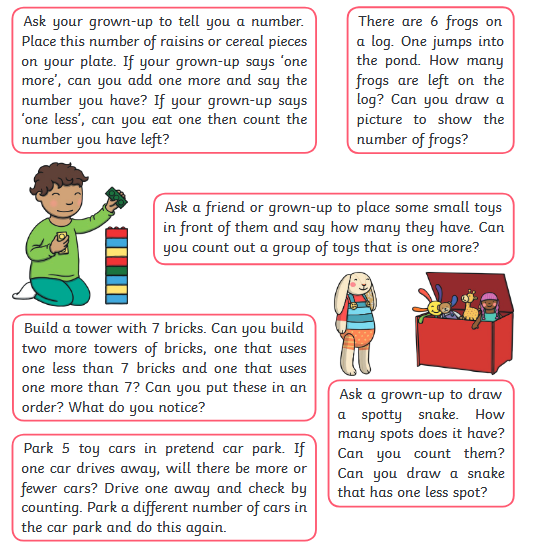 Ask your grown-up to tell you a number.
Place this number of raisins or cereal pieces
on your plate. If your grown-up says ‘one
more’, can you add one more and say the
number you have? If your grown-up says
‘one less’, can you eat one then count the
number you have left?
There are 6 frogs on
a log. One jumps into
the pond. How many
frogs are left on the
log? Can you draw a
picture to show the
number of frogs?
Ask a friend or grown-up to place some small toys
in front of them and say how many they have. Can
you count out a group of toys that is one more?
Build a tower with 7 bricks. Can you build
two more towers of bricks, one that uses
one less than 7 bricks and one that uses
one more than 7? Can you put these in an
order? What do you notice?
Ask a grown-up to draw
a spotty snake. How
many spots does it have?
Can you count them?
Can you draw a snake
that has one less spot?
Park 5 toy cars in pretend car park. If
one car drives away, will there be more or
fewer cars? Drive one away and check by
counting. Park a different number of cars in
the car park and do this again.